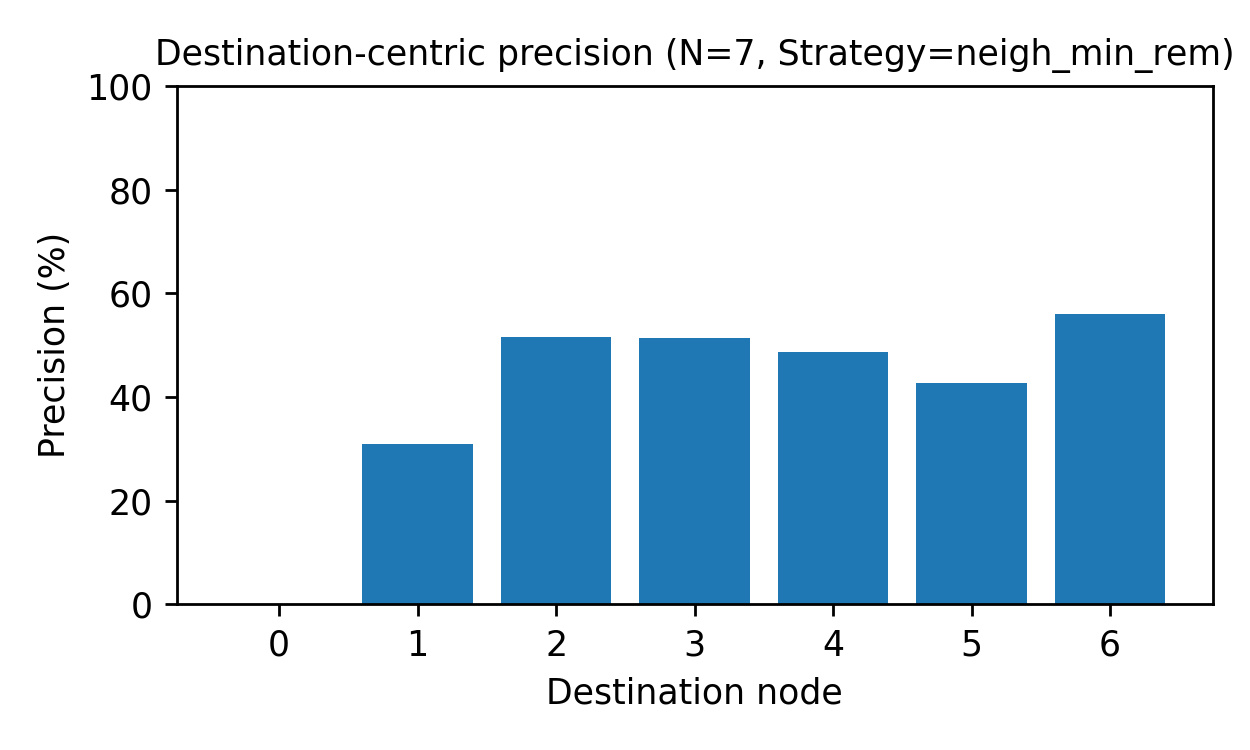 Destination-centric precision (N=7, Strategy=neigh_min_rem)
100
80
60
40
20
0
Precision (%)
0 1 2 3 4 5 6
Destination node